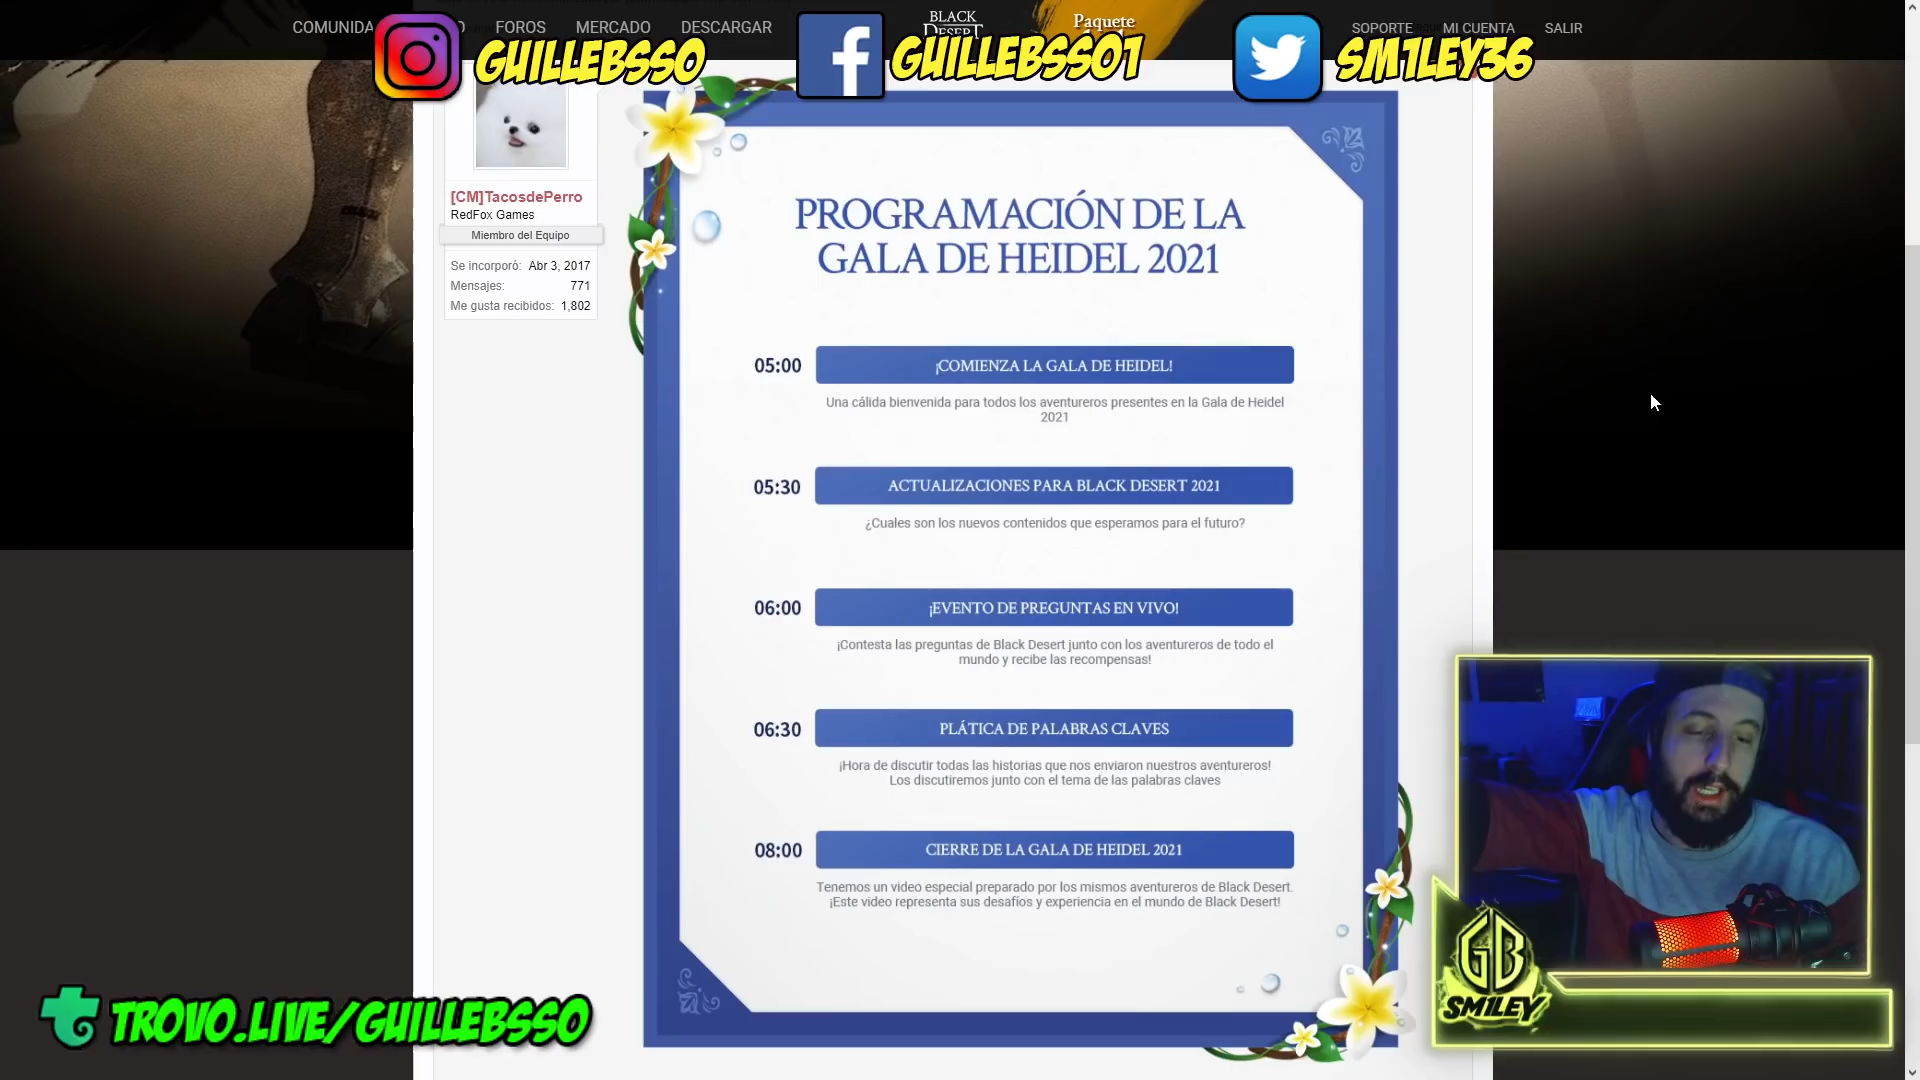 COMUNIDA
O
FOROS
MERCADO
DESCARGAR
BLACK
DESERT
Paquete
SOPORTE
MI CUENTA
SALIR
GUILLEBSSO
GUILLEBSSO1
SM1LEY36
[CM]TacosdePerro
RedFox Games
Miembro del Equipo
Se incorporó: Abr 3, 2017
Mensajes: 771
Me gusta recibidos: 1,802
PROGRAMACIÓN DE LA
GALA DE HEIDEL 2021
05:00 ¡COMIENZA LA GALA DE HEIDEL!
Una cálida bienvenida para todos los aventureros presentes en la Gala de Heidel
2021
05:30 ACTUALIZACIONES PARA BLACK DESERT 2021
¿Cuales son los nuevos contenidos que esperamos para el futuro?
06:00 ¡EVENTO DE PREGUNTAS EN VIVO!
¡Contesta las preguntas de Black Desert junto con los aventureros de todo el
mundo y recibe las recompensas!
06:30 PLÁTICA DE PALABRAS CLAVES
¡Hora de discutir todas las historias que nos enviaron nuestros aventureros!
Los discutiremos junto con el tema de las palabras claves
08:00 CIERRE DE LA GALA DE HEIDEL 2021
Tenemos un video especial preparado por los mismos aventureros de Black Desert.
¡Este video representa sus desafíos y experiencia en el mundo de Black Desert!
GB
SM1LEY
TROVO.LIVE/GUILLEBSSO